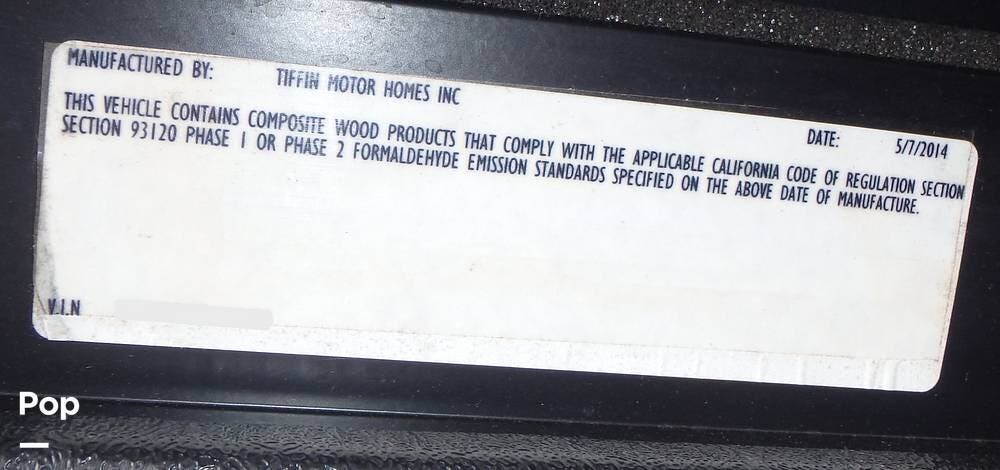 MANUFACTURED BY: TIFFIN MOTOR HOMES INC
DATE: 5/7/2014
THIS VEHICLE CONTAINS COMPOSITE WOOD PRODUCTS THAT COMPLY WITH THE APPLICABLE CALIFORNIA CODE OF REGULATION SECTION
SECTION 93120 PHASE 1 OR PHASE 2 FORMALDEHYDE EMISSION STANDARDS SPECIFIED ON THE ABOVE DATE OF MANUFACTURE.
V.I.N
Pop